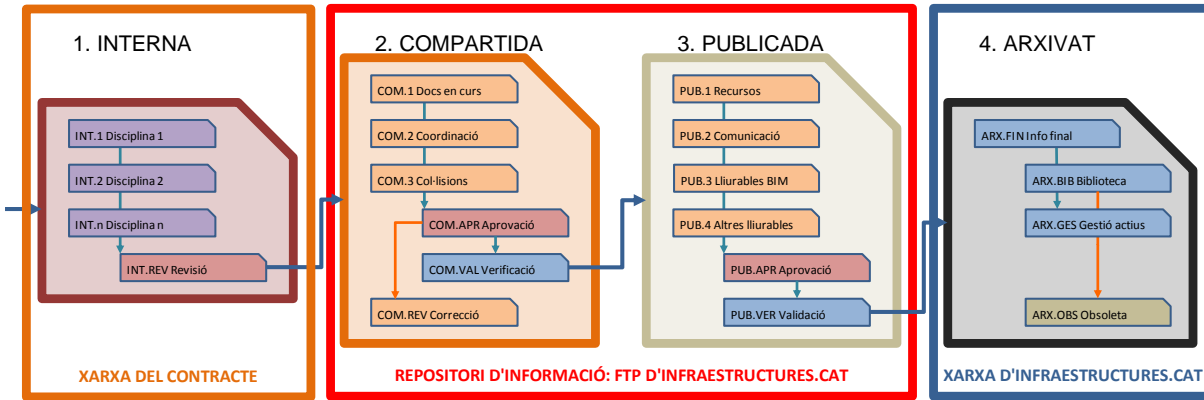 1. INTERNA
INT.1 Disciplina 1
INT.2 Disciplina 2
INT.n Disciplina n
INT.REV Revisió
XARXA DEL CONTRACTE
2. COMPARTIDA
COM.1 Docs en curs
COM.2 Coordinació
COM.3 Col·lisions
COM.APR Aprovació
COM.VAL Verificació
COM.REV Correcció
3. PUBLICADA
PUB.1 Recursos
PUB.2 Comunicació
PUB.3 Lliurables BIM
PUB.4 Altres lliurables
PUB.APR Aprovació
PUB.VER Validació
REPOSITORI D'INFORMACIÓ: FTP D'INFRAESTRUCTURES.CAT
4. ARXIVAT
ARX.FIN Info final
ARX.BIB Biblioteca
ARX.GES Gestió actius
ARX.OBS Obsoleta
XARXA D'INFRAESTRUCTURES.CAT